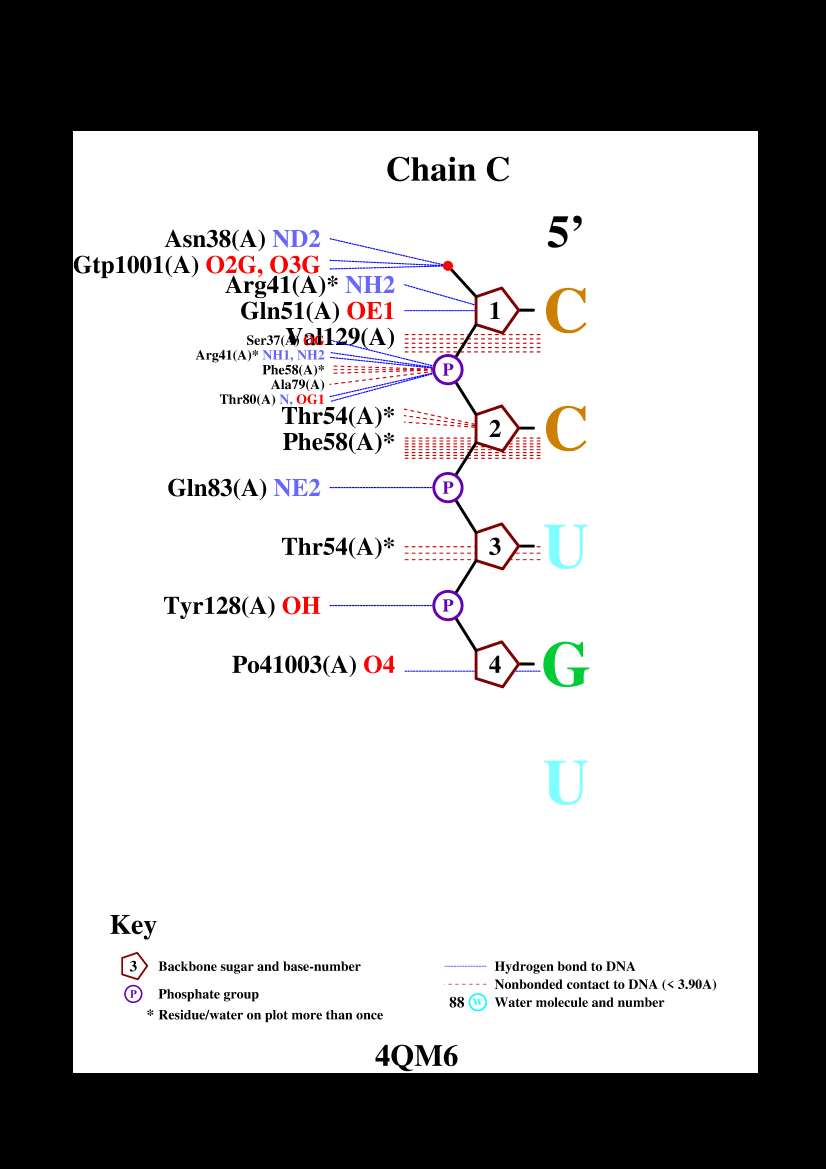 Chain C
5’
Asn38(A) ND2
Gtp1001(A) O2G, O3G
Arg41(A)* NH2
Gln51(A) OE1
1 C
Val129(A)
Ser37(A) OG
Arg41(A)* NH1, NH2
Phe58(A)*
P
Ala79(A)
Thr80(A) N, OG1
Thr54(A)*
2 C
Phe58(A)*
Gln83(A) NE2 P
Thr54(A)* 3 U
Tyr128(A) OH P
Po41003(A) O4 4 G
U
Key
3 Backbone sugar and base-number
P Phosphate group
* Residue/water on plot more than once
Hydrogen bond to DNA
Nonbonded contact to DNA (< 3.90A)
88 W Water molecule and number
4QM6